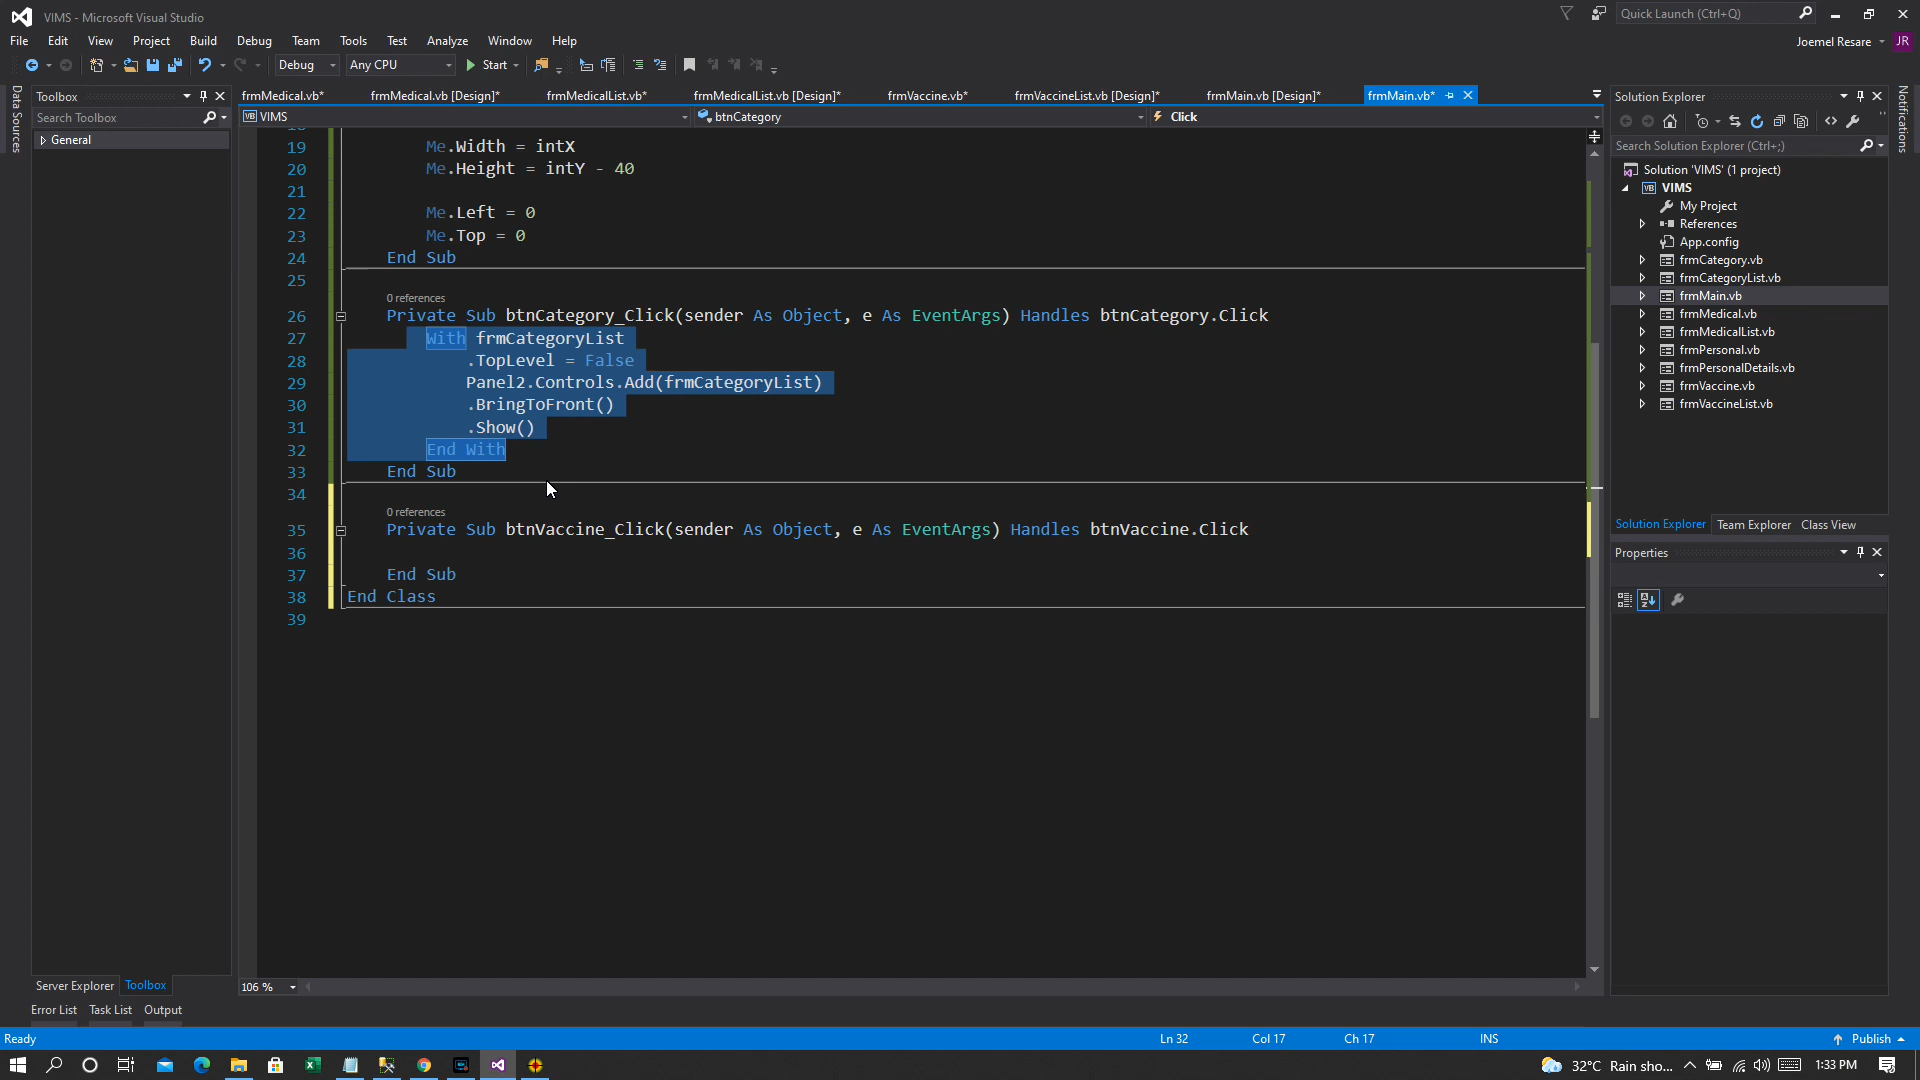 VIMS - Microsoft Visual Studio
Quick Launch (Ctrl+Q)
File Edit View Project Build Debug Team Tools Test Analyze Window Help
Joemel Resare JR
Debug Any CPU Start
Data Sources
Toolbox
Search Toolbox
General
frmMedical.vb* frmMedical.vb [Design]* frmMedicalList.vb* frmMedicalList.vb [Design]* frmVaccine.vb* frmVaccineList.vb [Design]* frmMain.vb [Design]* frmMain.vb*
VB VIMS btnCategory Click
19 Me.Width = intX
20 Me.Height = intY - 40
21
22 Me.Left = 0
23 Me.Top = 0
24 End Sub
25
0 references
26 Private Sub btnCategory_Click(sender As Object, e As EventArgs) Handles btnCategory.Click
27 With frmCategoryList
28 .TopLevel = False
29 Panel2.Controls.Add(frmCategoryList)
30 .BringToFront()
31 .Show()
32 End With
33 End Sub
34
0 references
35 Private Sub btnVaccine_Click(sender As Object, e As EventArgs) Handles btnVaccine.Click
36
37 End Sub
38 End Class
39
106 %
Solution Explorer
Search Solution Explorer (Ctrl+;)
Solution 'VIMS' (1 project)
VB VIMS
My Project
References
App.config
frmCategory.vb
frmCategoryList.vb
frmMain.vb
frmMedical.vb
frmMedicalList.vb
frmPersonal.vb
frmPersonalDetails.vb
frmVaccine.vb
frmVaccineList.vb
Solution Explorer Team Explorer Class View
Properties
Notifications
Server Explorer Toolbox
Error List Task List Output
Ready Ln 32 Col 17 Ch 17 INS Publish
32°C Rain sho... 1:33 PM